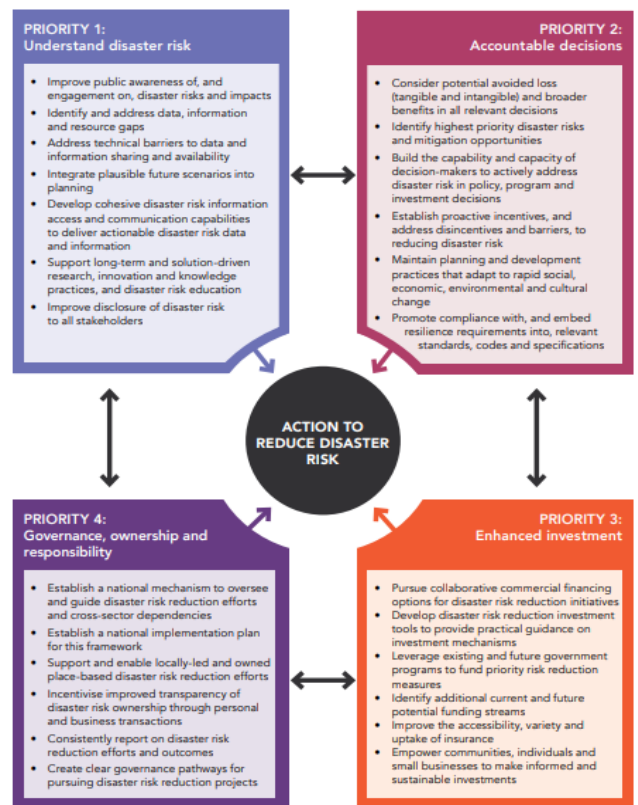 PRIORITY 1:
Understand disaster risk
• Improve public awareness of, and
engagement on, disaster risks and impacts
• Identify and address data, information
and resource gaps
• Address technical barriers to data and
information sharing and availability
• Integrate plausible future scenarios into
planning
• Develop cohesive disaster risk information
access and communication capabilities
to deliver actionable disaster risk data
and information
• Support long-term and solution-driven
research, innovation and knowledge
practices, and disaster risk education
• Improve disclosure of disaster risk
to all stakeholders
PRIORITY 2:
Accountable decisions
• Consider potential avoided loss
(tangible and intangible) and broader
benefits in all relevant decisions
• Identify highest priority disaster risks
and mitigation opportunities
• Build the capability and capacity of
decision-makers to actively address
disaster risk in policy, program and
investment decisions
• Establish proactive incentives, and
address disincentives and barriers, to
reducing disaster risk
• Maintain planning and development
practices that adapt to rapid social,
economic, environmental and cultural
change
• Promote compliance with, and embed
resilience requirements into, relevant
standards, codes and specifications
ACTION TO
REDUCE DISASTER
RISK
PRIORITY 4:
Governance, ownership and
responsibility
• Establish a national mechanism to oversee
and guide disaster risk reduction efforts
and cross-sector dependencies
• Establish a national implementation plan
for this framework
• Support and enable locally-led and owned
place-based disaster risk reduction efforts
• Incentivise improved transparency of
disaster risk ownership through personal
and business transactions
• Consistently report on disaster risk
reduction efforts and outcomes
• Create clear governance pathways for
pursuing disaster risk reduction projects
PRIORITY 3:
Enhanced investment
• Pursue collaborative commercial financing
options for disaster risk reduction initiatives
• Develop disaster risk reduction investment
tools to provide practical guidance on
investment mechanisms
• Leverage existing and future government
programs to fund priority risk reduction
measures
• Identify additional current and future
potential funding streams
• Improve the accessibility, variety and
uptake of insurance
• Empower communities, individuals and
small businesses to make informed and
sustainable investments